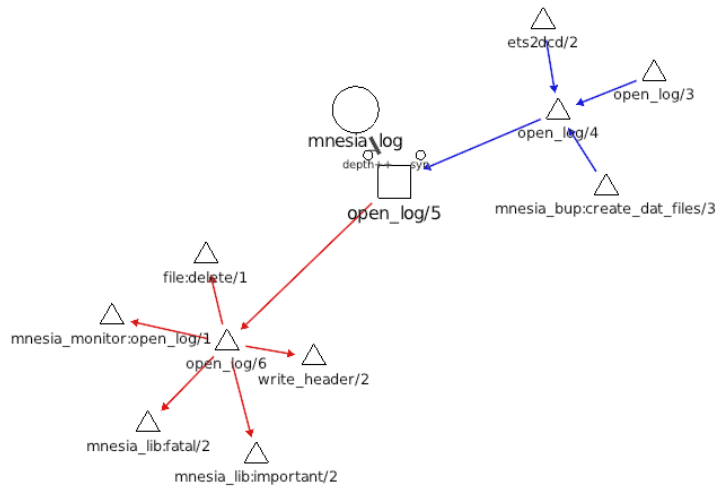 ets2dcd/2
open_log/3
open_log/4
mnesia_log
depth++
syn
mnesia_bup:create_dat_files/3
open_log/5
file:delete/1
mnesia_monitor:open_log/1
open_log/6
write_header/2
mnesia_lib:fatal/2
mnesia_lib:important/2